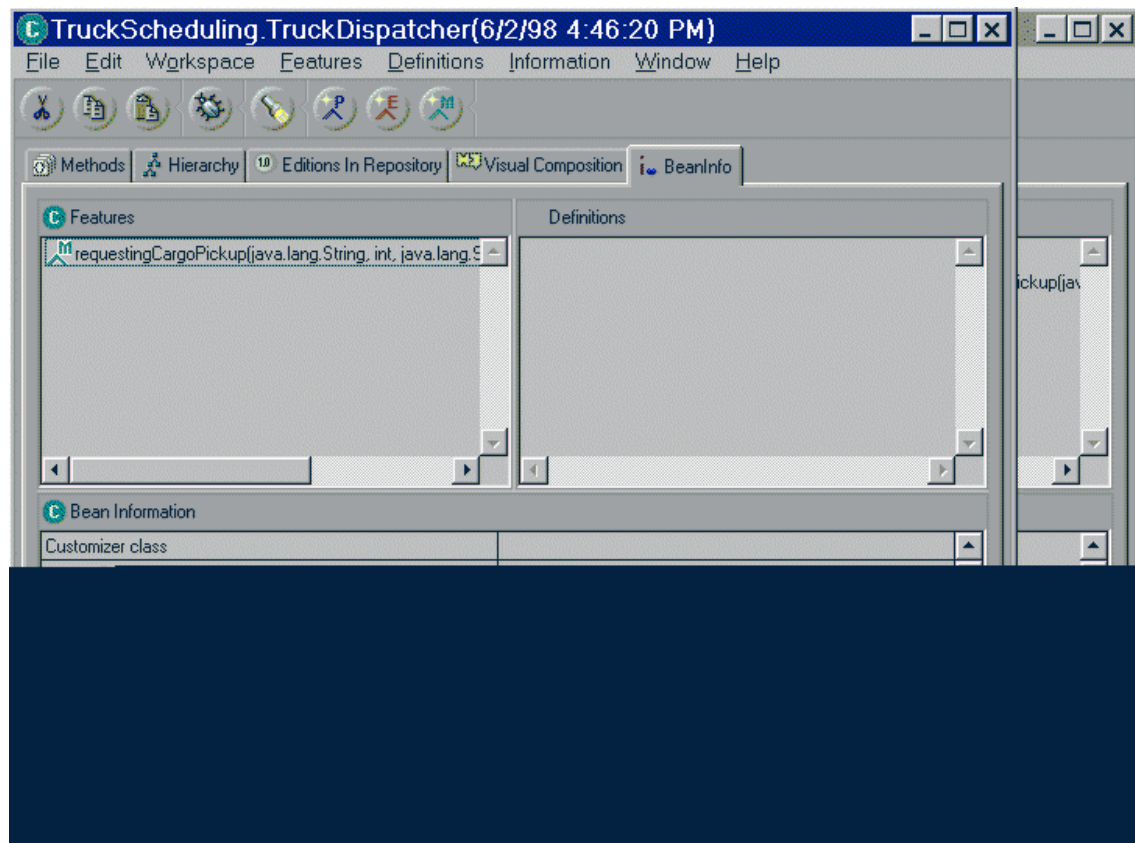 TruckScheduling.TruckDispatcher(6/2/98 4:46:20 PM)
File Edit Workspace Features Definitions Information Window Help
P E M
Methods Hierarchy 1.0 Editions In Repository Visual Composition i BeanInfo
C Features Definitions
M requestingCargoPickup(java.lang.String, int, java.lang.S
ickup(jav
C Bean Information
Customizer class